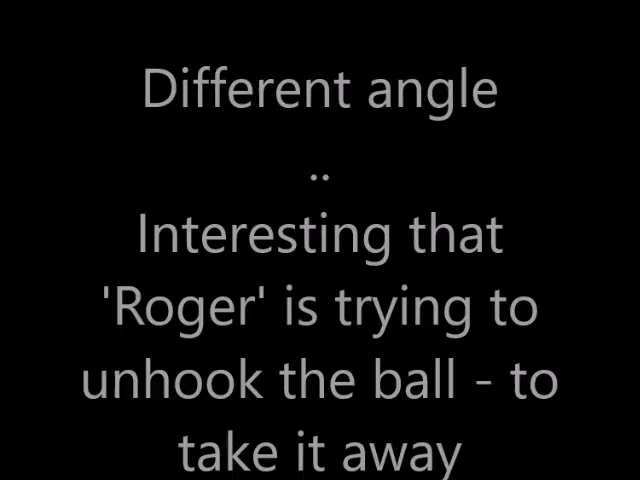 Different angle
..
Interesting that
'Roger' is trying to
unhook the ball - to
take it away